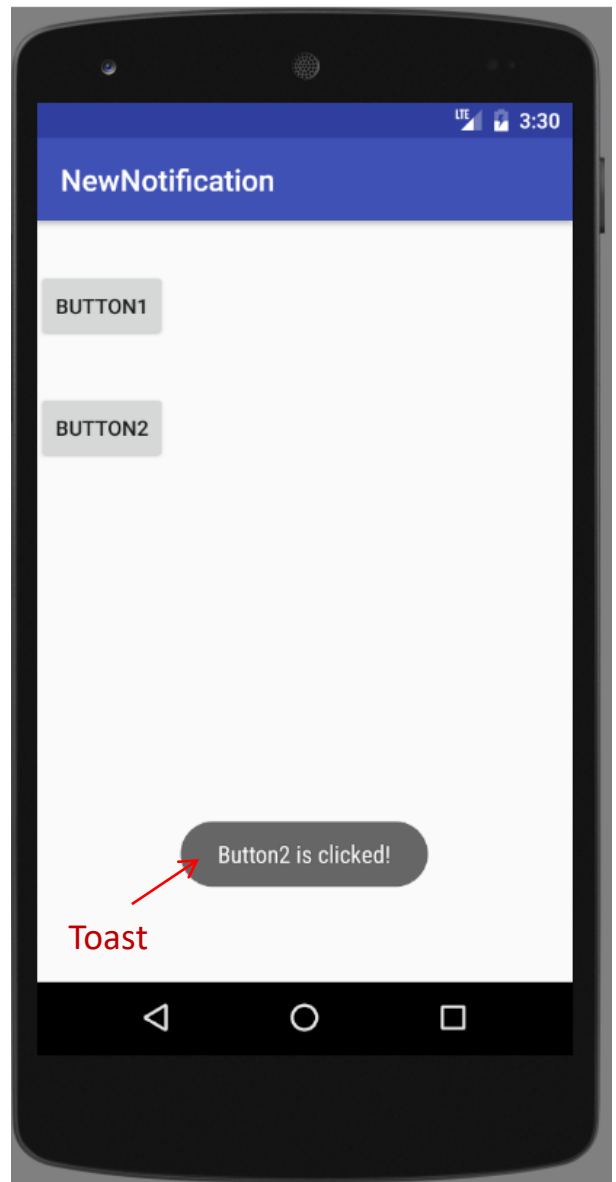 LTE 3:30
NewNotification
BUTTON1
BUTTON2
Button2 is clicked!
Toast